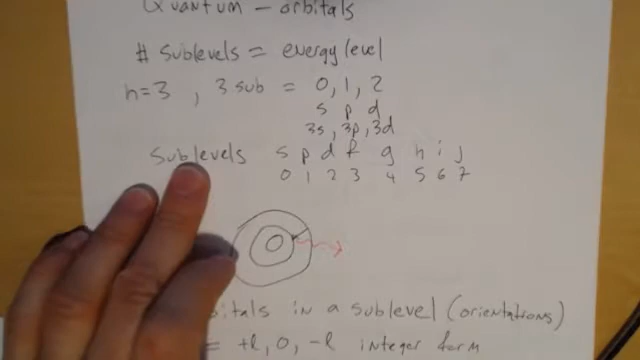 Quantum - orbitals
# sublevels = energy level
n=3 , 3 sub = 0, 1, 2
s p d
3s, 3p, 3d
sublevels s p d f g h i j
0 1 2 3 4 5 6 7
in a sublevel (orientations)
= +l, 0, -l integer form